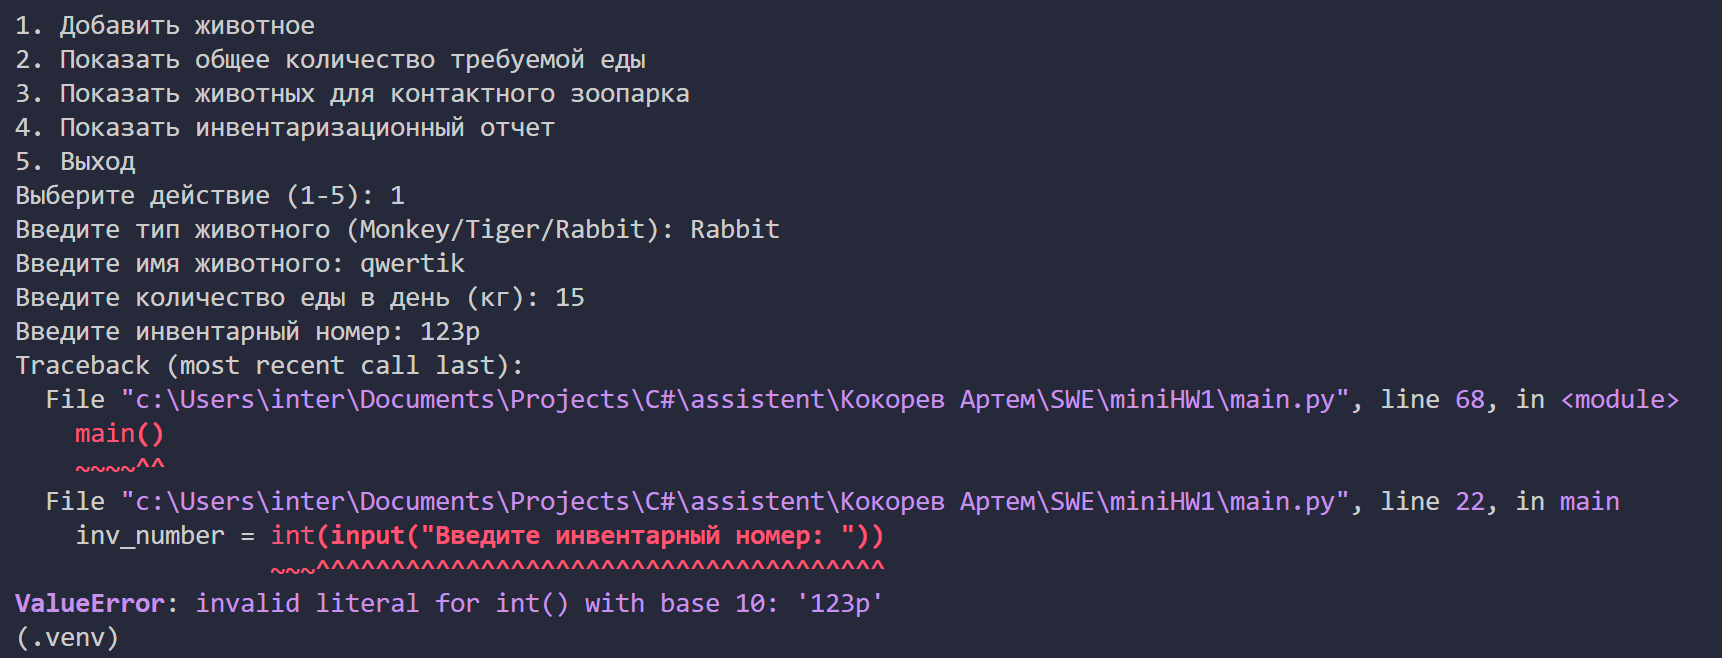 1. Добавить животное
2. Показать общее количество требуемой еды
3. Показать животных для контактного зоопарка
4. Показать инвентаризационный отчет
5. Выход
Выберите действие (1-5): 1
Введите тип животного (Monkey/Tiger/Rabbit): Rabbit
Введите имя животного: qwertik
Введите количество еды в день (кг): 15
Введите инвентарный номер: 123p
Traceback (most recent call last):
  File "c:\Users\inter\Documents\Projects\C#\assistent\Кокорев Артем\SWE\miniHW1\main.py", line 68, in <module>
    main()
    ~~~~^^
  File "c:\Users\inter\Documents\Projects\C#\assistent\Кокорев Артем\SWE\miniHW1\main.py", line 22, in main
    inv_number = int(input("Введите инвентарный номер: "))
                 ~~~^^^^^^^^^^^^^^^^^^^^^^^^^^^^^^^^^^^^^^
ValueError: invalid literal for int() with base 10: '123p'
(.venv)